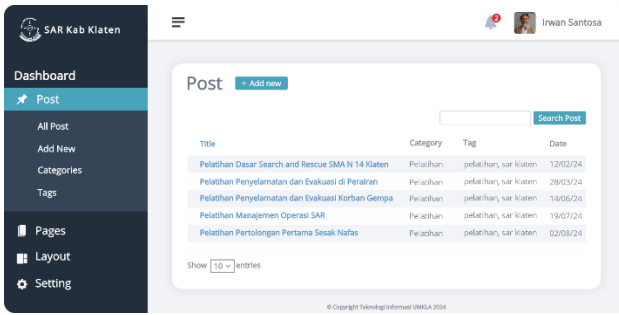 SAR Kab Klaten
2
Irwan Santosa
Dashboard
Post
All Post
Add New
Categories
Tags
Pages
Layout
Setting
Post
+ Add new
Search Post
Title Category Tag Date
Pelatihan Dasar Search and Rescue SMA N 14 Klaten Pelatihan pelatihan, sar klaten 12/02/24
Pelatihan Penyelamatan dan Evakuasi di Perairan Pelatihan pelatihan, sar klaten 28/03/24
Pelatihan Penyelamatan dan Evakuasi Korban Gempa Pelatihan pelatihan, sar klaten 14/06/24
Pelatihan Manajemen Operasi SAR Pelatihan pelatihan, sar klaten 19/07/24
Pelatihan Pertolongan Pertama Sesak Nafas Pelatihan pelatihan, sar klaten 02/08/24
Show 10 entries
© Copyright Teknologi Informasi UNKLA 2024